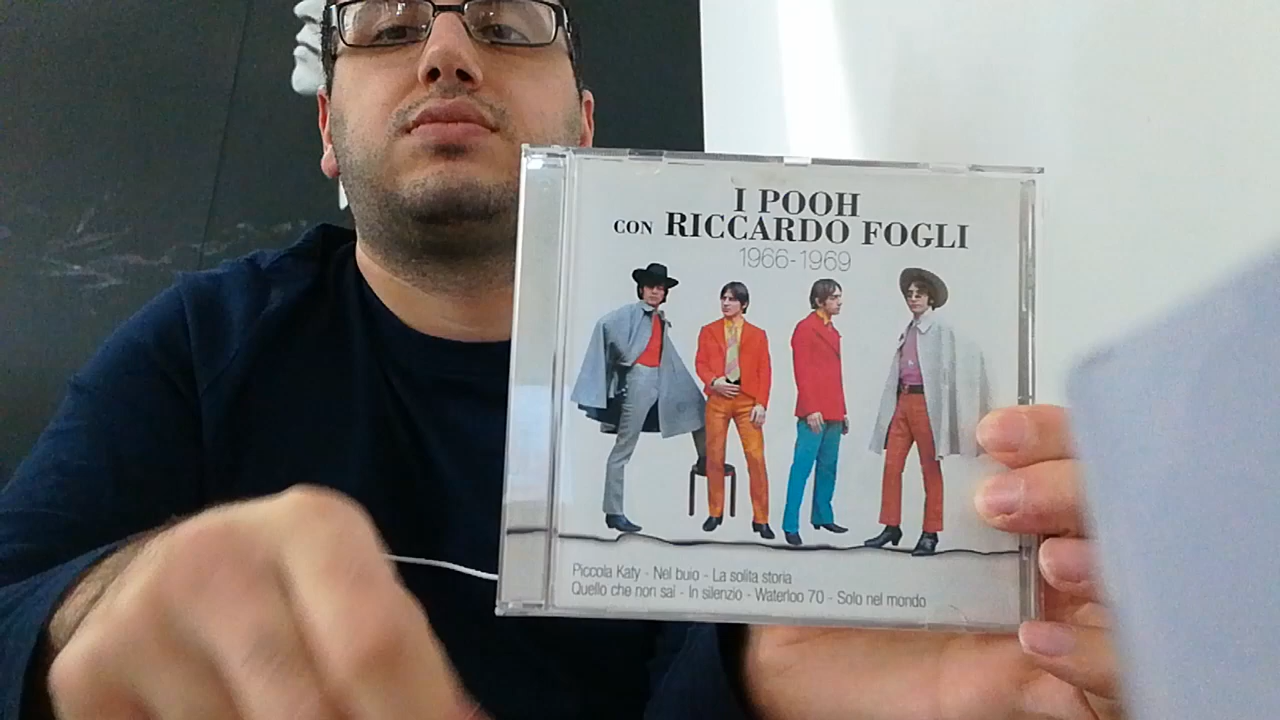 I POOH
CON RICCARDO FOGLI
1966-1969
Piccola Katy - Nel buio - La solita storia
Quello che non sai - In silenzio - Waterloo 70 - Solo nel mondo